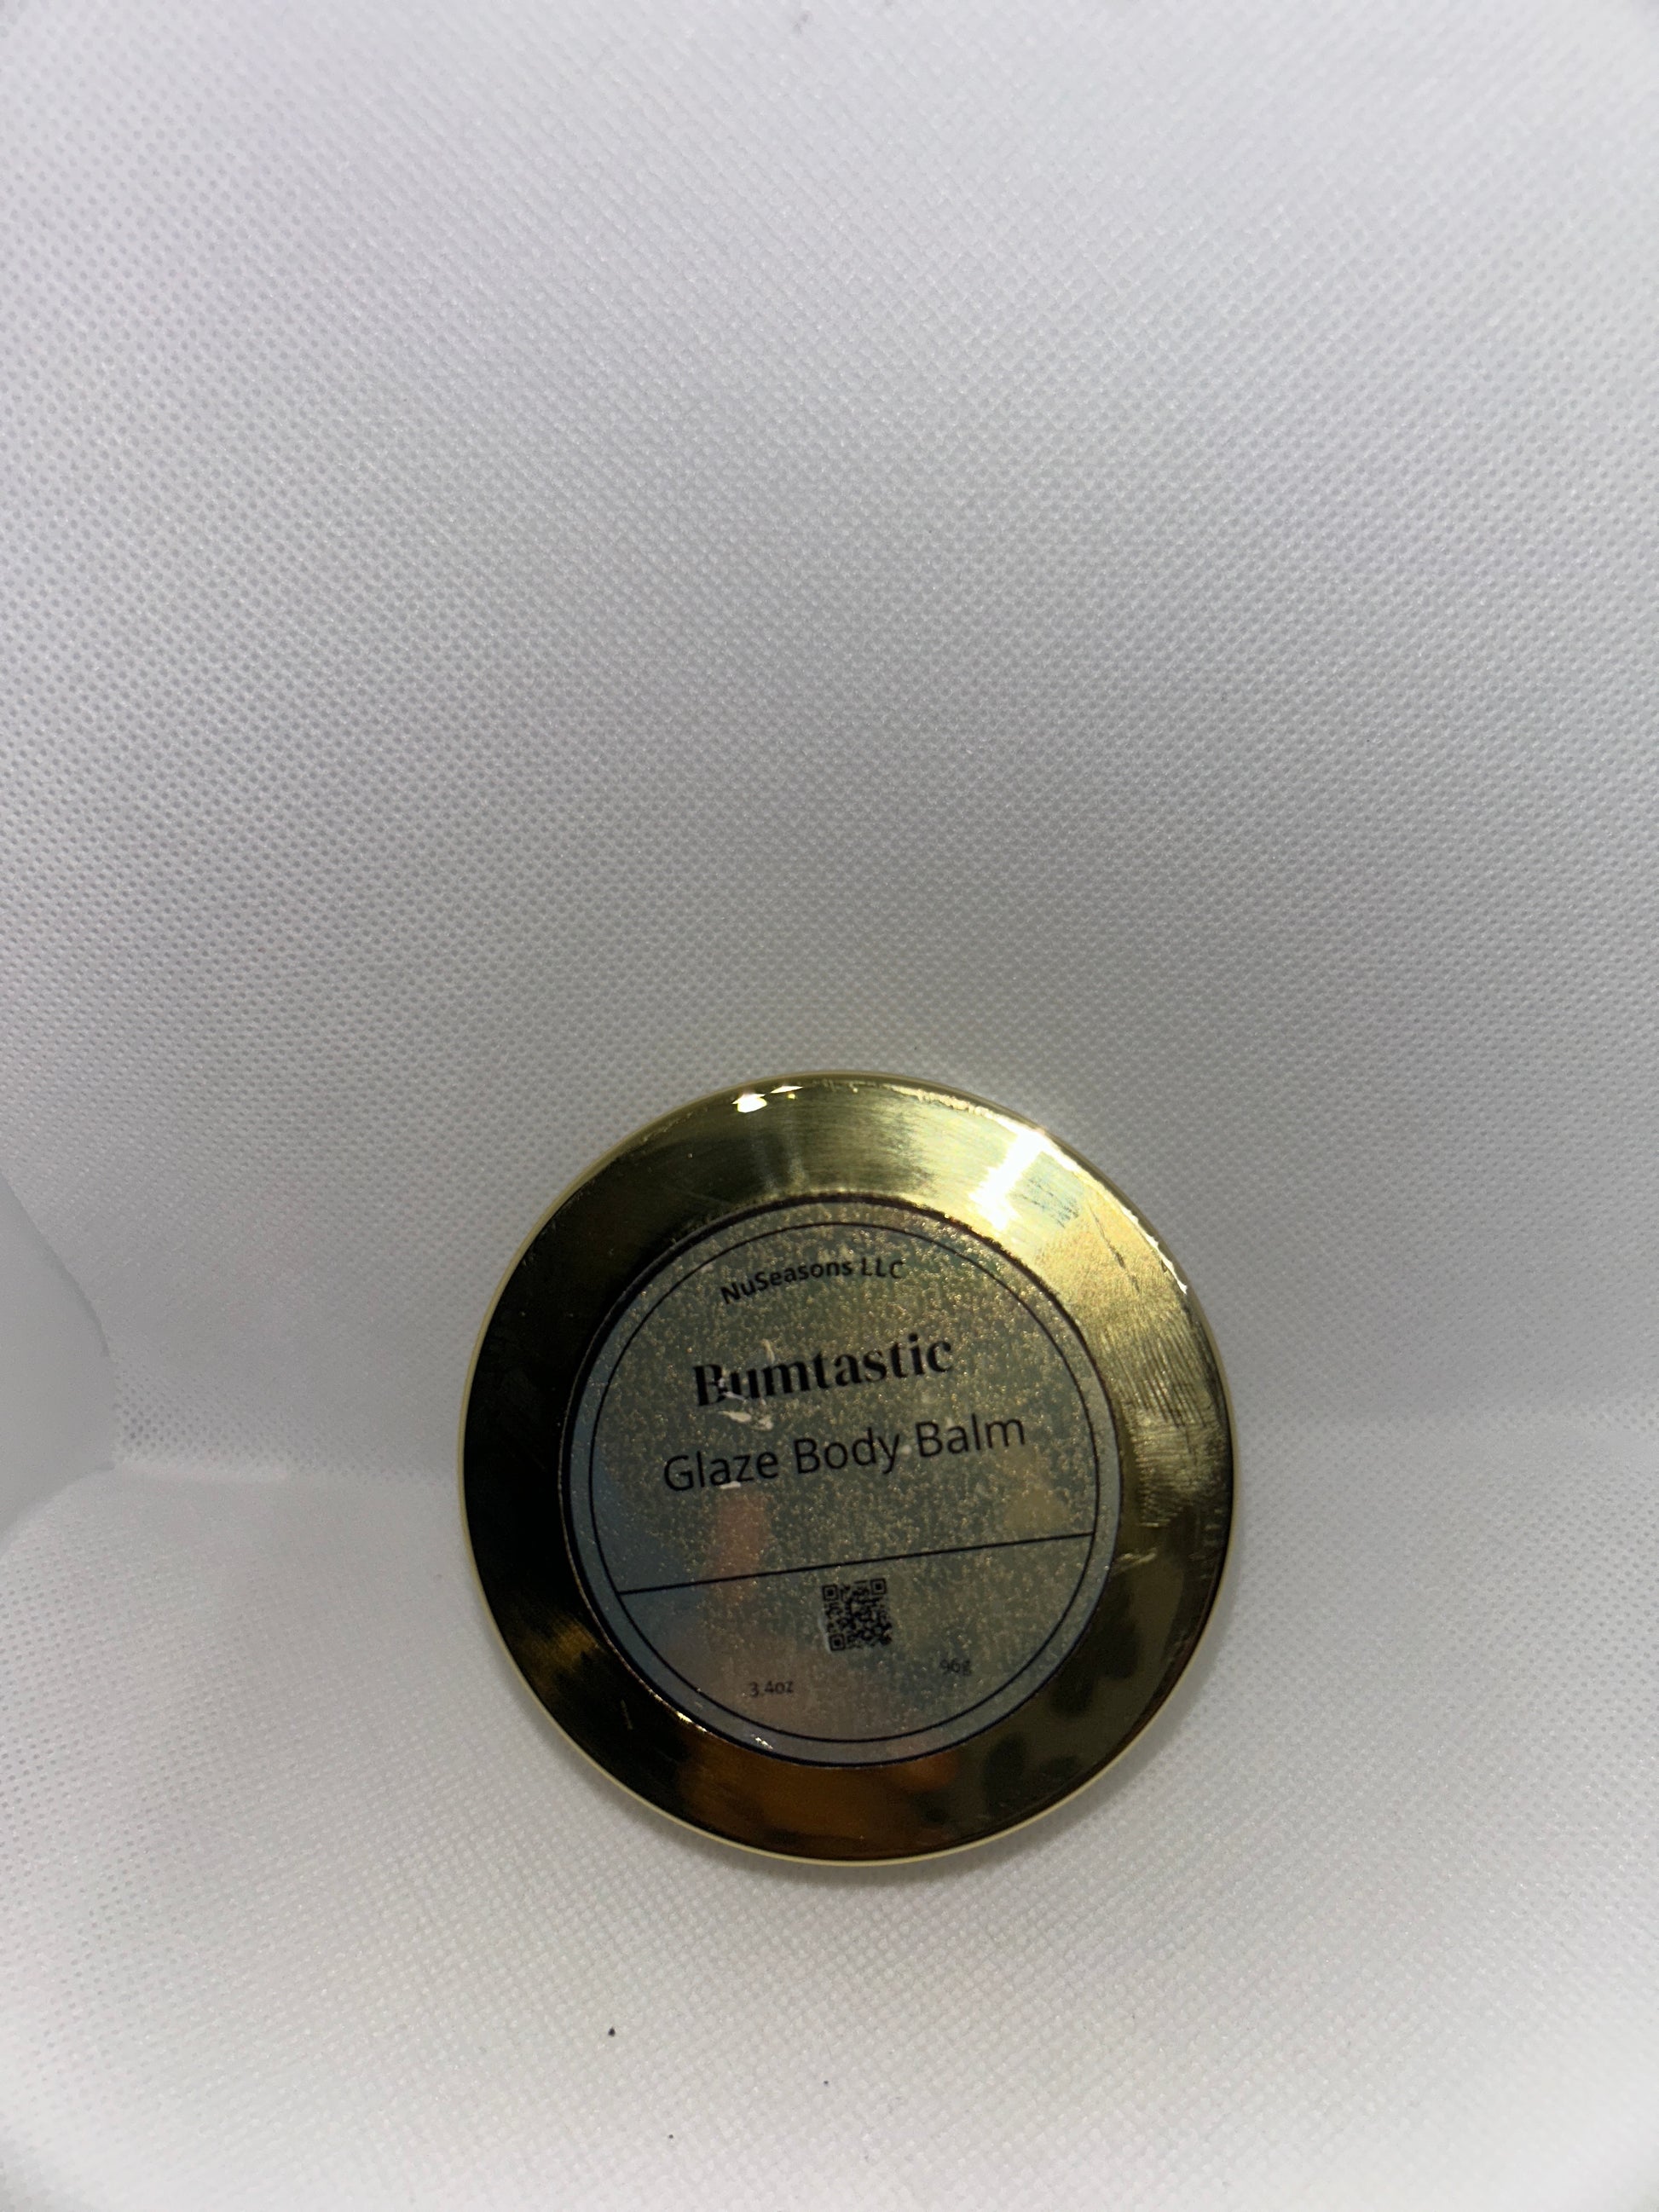 NuSeasons LLC
Bumtastic
Glaze Body Balm
3.4oz 96g